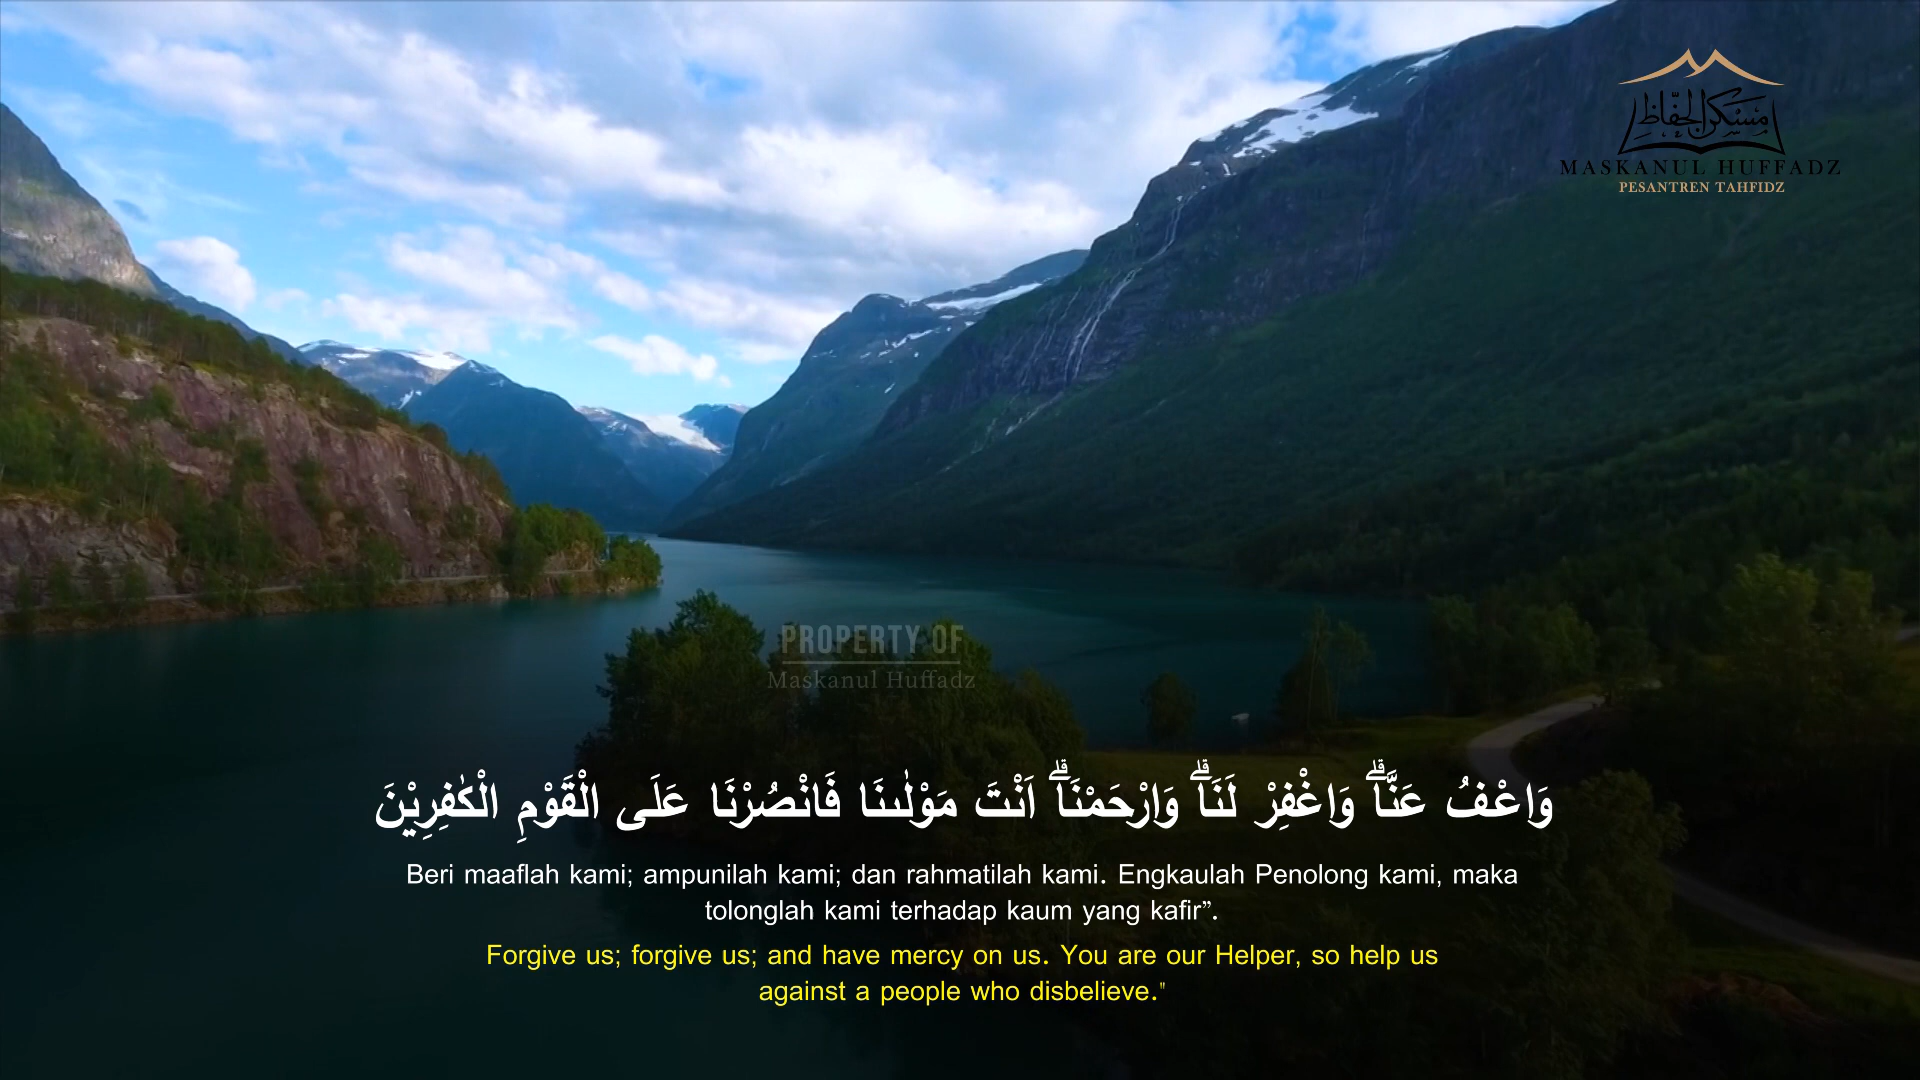 مسكن الحفاظ
MASKANUL HUFFADZ
PESANTREN TAHFIDZ
PROPERTY OF
Maskanul Huffadz
وَاعْفُ عَنَّاۗ وَاغْفِرْ لَنَاۗ وَارْحَمْنَاۗ اَنْتَ مَوْلٰىنَا فَانْصُرْنَا عَلَى الْقَوْمِ الْكٰفِرِيْنَ
Beri maaflah kami; ampunilah kami; dan rahmatilah kami. Engkaulah Penolong kami, maka
tolonglah kami terhadap kaum yang kafir”.
Forgive us; forgive us; and have mercy on us. You are our Helper, so help us
against a people who disbelieve."